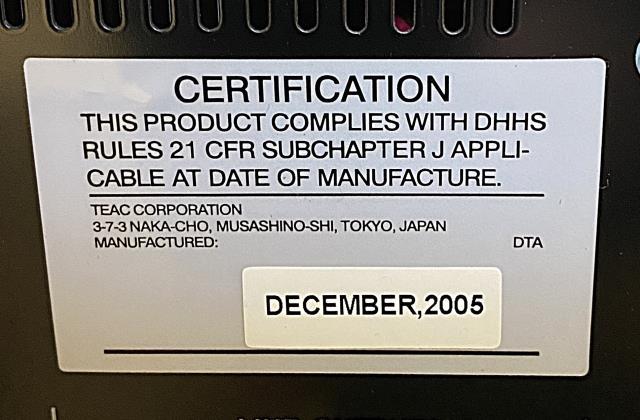 CERTIFICATION
THIS PRODUCT COMPLIES WITH DHHS
RULES 21 CFR SUBCHAPTER J APPLI-
CABLE AT DATE OF MANUFACTURE.
TEAC CORPORATION
3-7-3 NAKA-CHO, MUSASHINO-SHI, TOKYO, JAPAN
MANUFACTURED: DTA
DECEMBER,2005